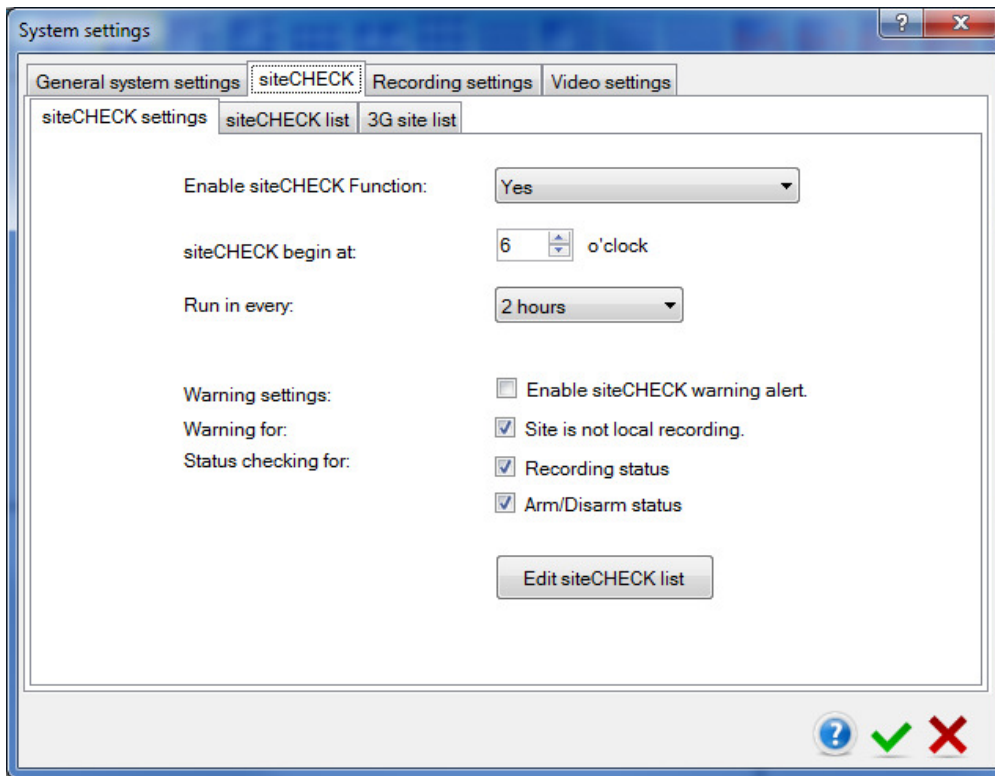 System settings
General system settings siteCHECK Recording settings Video settings
siteCHECK settings siteCHECK list 3G site list
Enable siteCHECK Function: Yes
siteCHECK begin at: 6 o'clock
Run in every: 2 hours
Warning settings: Enable siteCHECK warning alert.
Warning for: Site is not local recording.
Status checking for: Recording status
Arm/Disarm status
Edit siteCHECK list